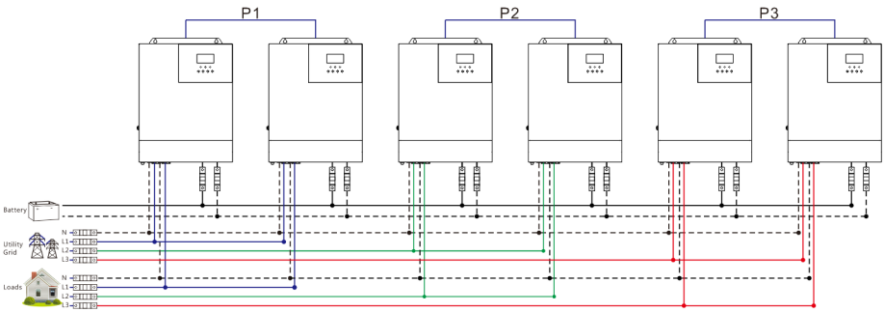 P1
P2
P3
Battery
Utility
Grid
N
L1
L2
L3
Loads
N
L1
L2
L3